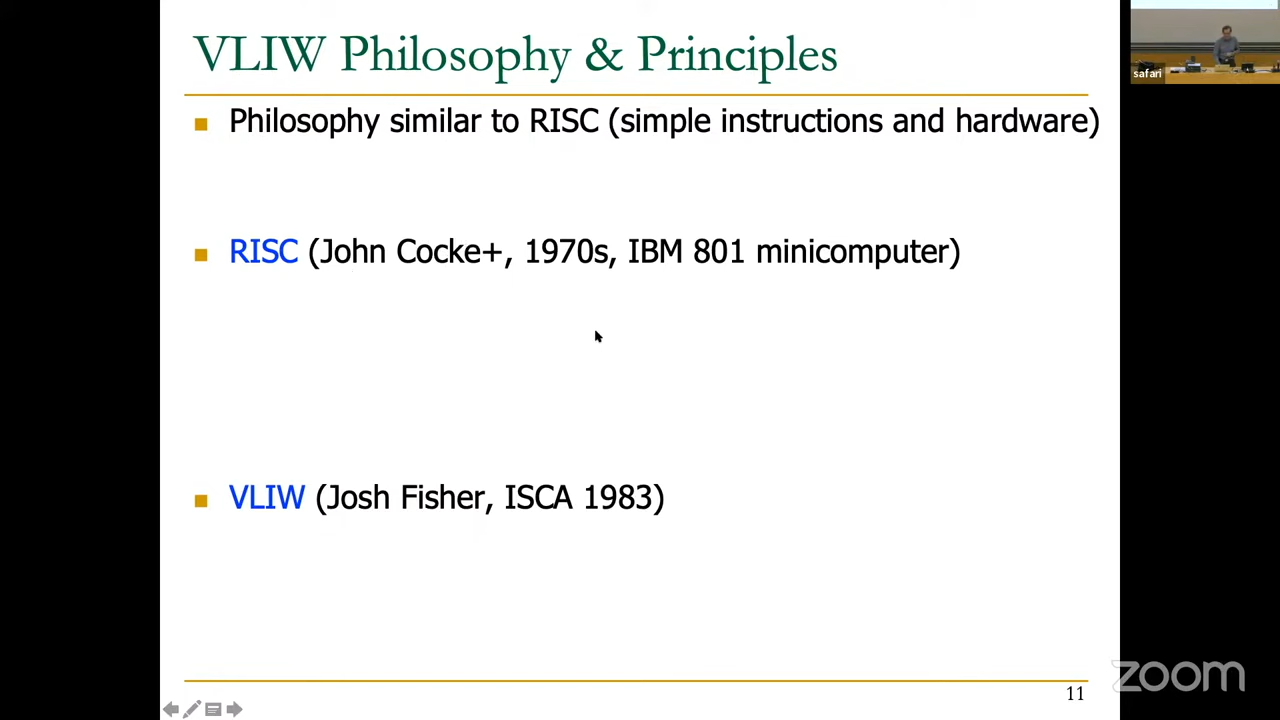 VLIW Philosophy & Principles
Philosophy similar to RISC (simple instructions and hardware)
RISC (John Cocke+, 1970s, IBM 801 minicomputer)
VLIW (Josh Fisher, ISCA 1983)
safari
11
zoom